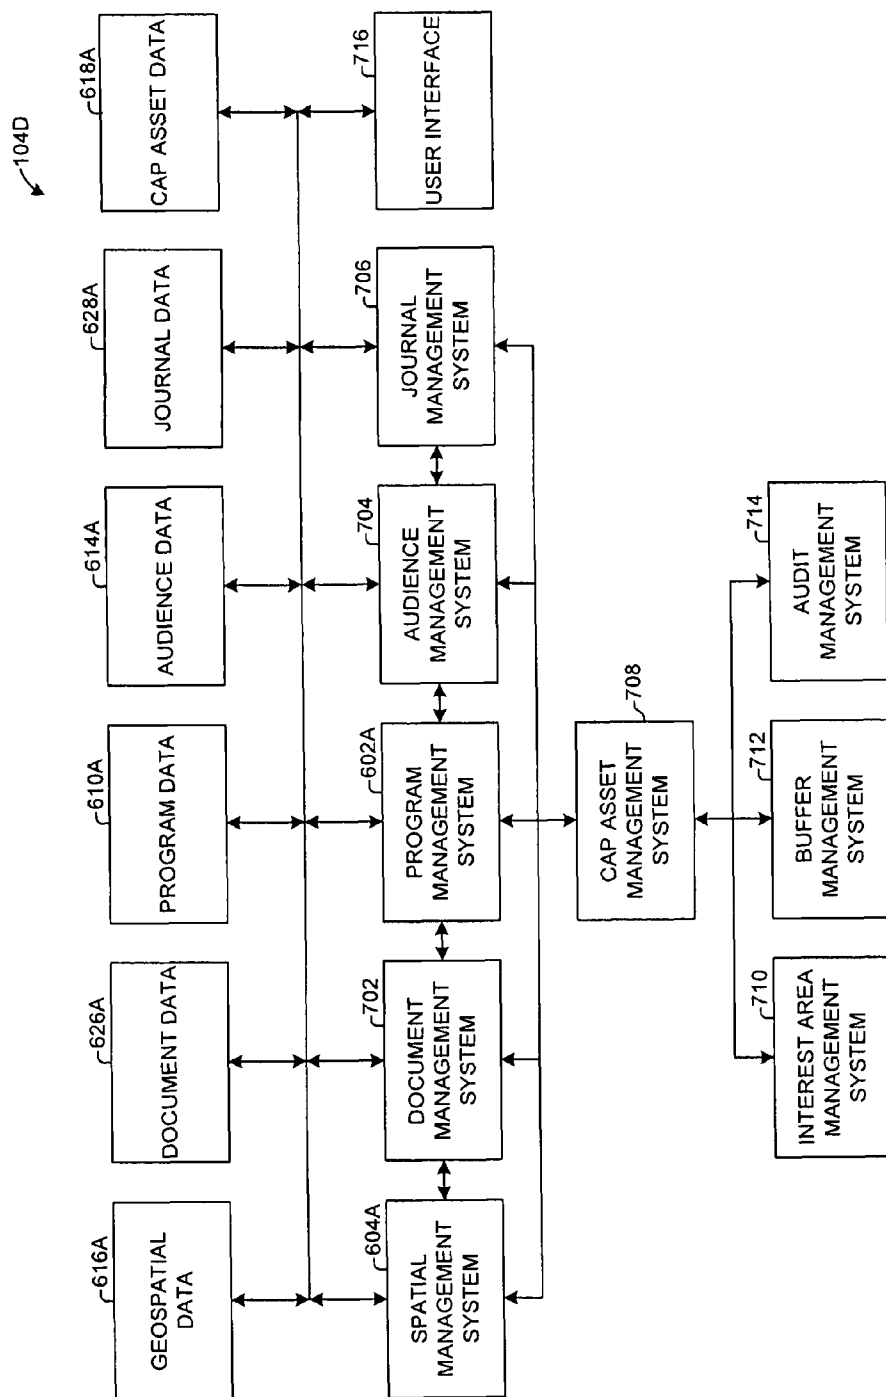 104D
616A
GEOSPATIAL
DATA
626A
DOCUMENT DATA
610A
PROGRAM DATA
614A
AUDIENCE DATA
628A
JOURNAL DATA
618A
CAP ASSET DATA
604A
SPATIAL
MANAGEMENT
SYSTEM
702
DOCUMENT
MANAGEMENT
SYSTEM
602A
PROGRAM
MANAGEMENT
SYSTEM
704
AUDIENCE
MANAGEMENT
SYSTEM
706
JOURNAL
MANAGEMENT
SYSTEM
716
USER INTERFACE
708
CAP ASSET
MANAGEMENT
SYSTEM
710
INTEREST AREA
MANAGEMENT
SYSTEM
712
BUFFER
MANAGEMENT
SYSTEM
714
AUDIT
MANAGEMENT
SYSTEM